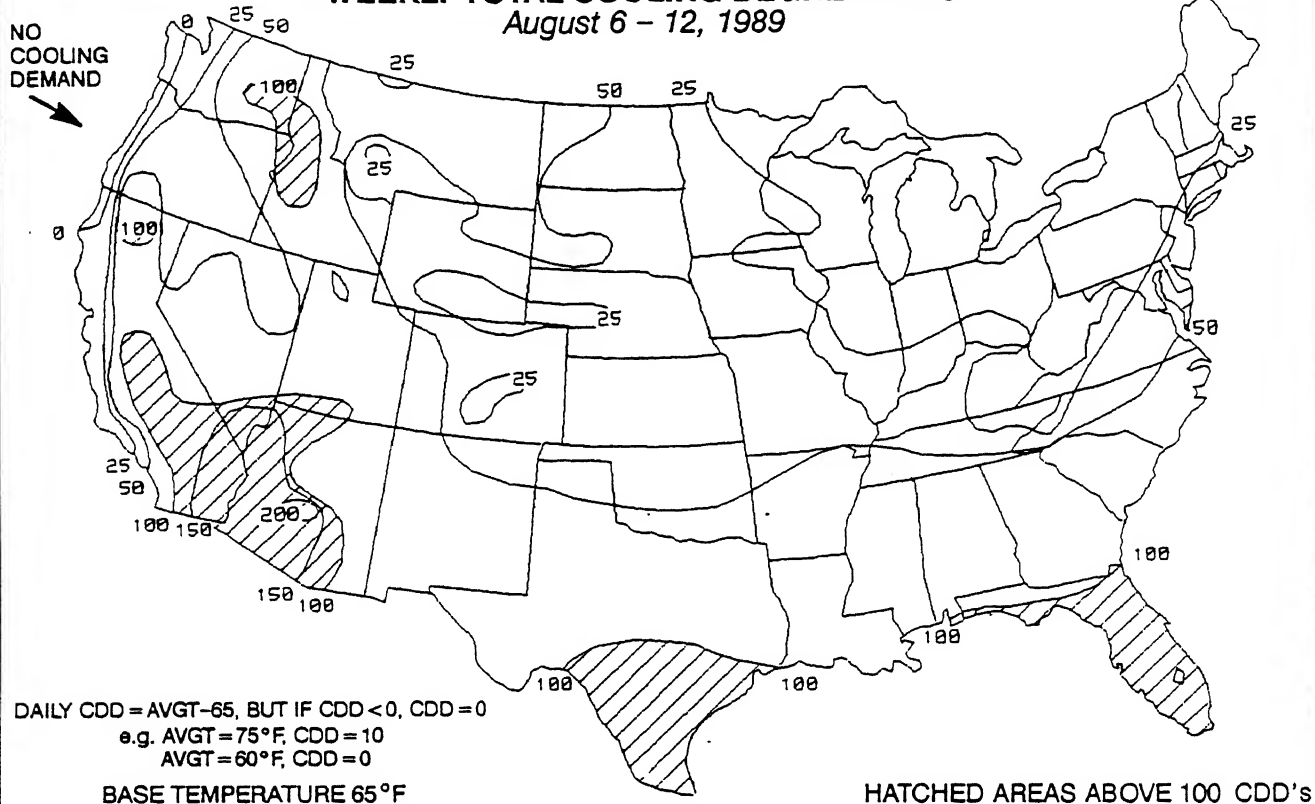 WEEKLY TOTAL COOLING
August 6 – 12, 1989
NO
COOLING
DEMAND
0
25
50
100
25
50
25
25
25
0
100
25
50
25
25
50
100
150
200
150
100
100
100
100
100
DAILY CDD = AVGT–65, BUT IF CDD < 0, CDD = 0
e.g. AVGT = 75°F, CDD = 10
AVGT = 60°F, CDD = 0
BASE TEMPERATURE 65°F
HATCHED AREAS ABOVE 100 CDD's